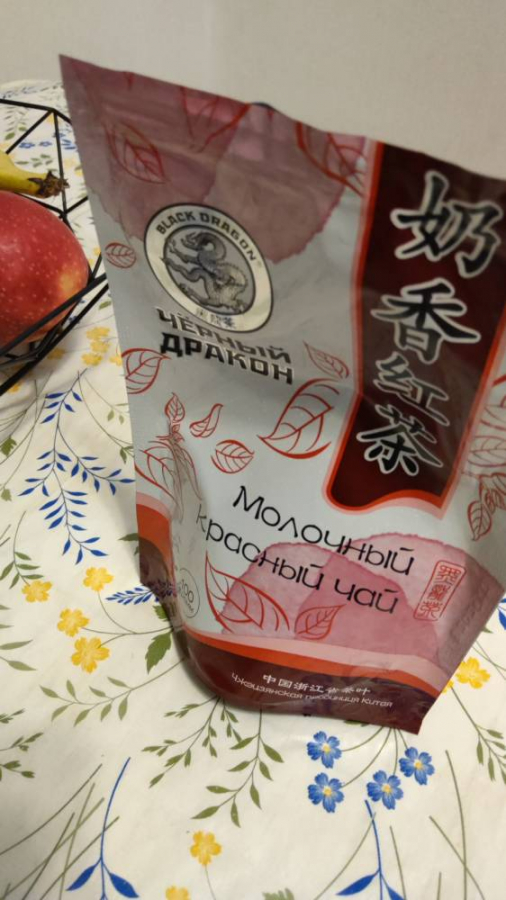 BLACK DRAGON
ЧЁРНЫЙ
ДРАКОН
奶香红茶
Молочный
красный чай
100
中国浙江省茶叶
Чжэцзянская провинция Китая